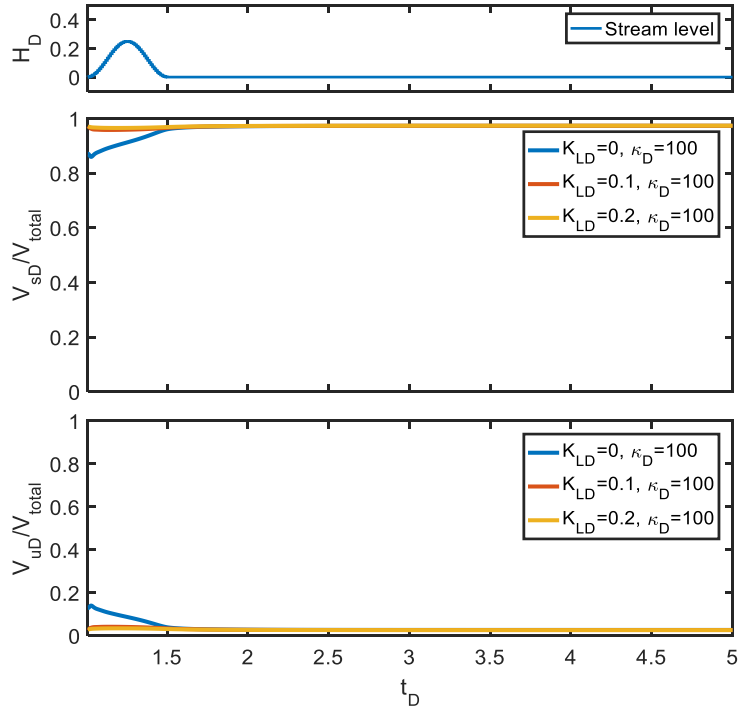 H_D
0.4
0.2
0
Stream level
V_sD/V_total
1
0.8
0.6
0.4
0.2
0
K_LD=0, κ_D=100
K_LD=0.1, κ_D=100
K_LD=0.2, κ_D=100
V_uD/V_total
1
0.8
0.6
0.4
0.2
0
K_LD=0, κ_D=100
K_LD=0.1, κ_D=100
K_LD=0.2, κ_D=100
1.5 2 2.5 3 3.5 4 4.5 5
t_D